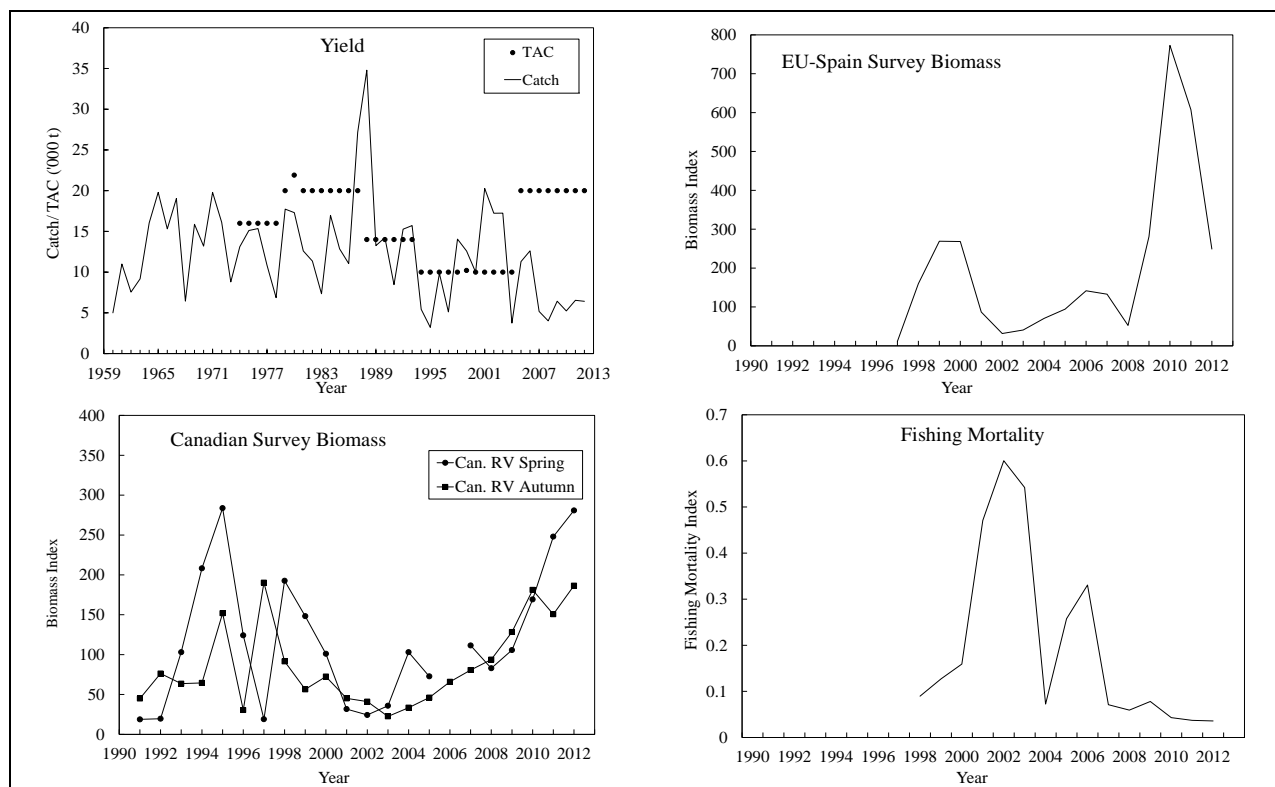 Yield
TAC
Catch
Catch/ TAC ('000 t)
40
35
30
25
20
15
10
5
0
1959 1965 1971 1977 1983 1989 1995 2001 2007 2013
Year
EU-Spain Survey Biomass
Biomass Index
800
700
600
500
400
300
200
100
0
1990 1992 1994 1996 1998 2000 2002 2004 2006 2008 2010 2012
Year
Canadian Survey Biomass
Can. RV Spring
Can. RV Autumn
Biomass Index
400
350
300
250
200
150
100
50
0
1990 1992 1994 1996 1998 2000 2002 2004 2006 2008 2010 2012
Year
Fishing Mortality
Fishing Mortality Index
0.7
0.6
0.5
0.4
0.3
0.2
0.1
0
1990 1992 1994 1996 1998 2000 2002 2004 2006 2008 2010 2012
Year